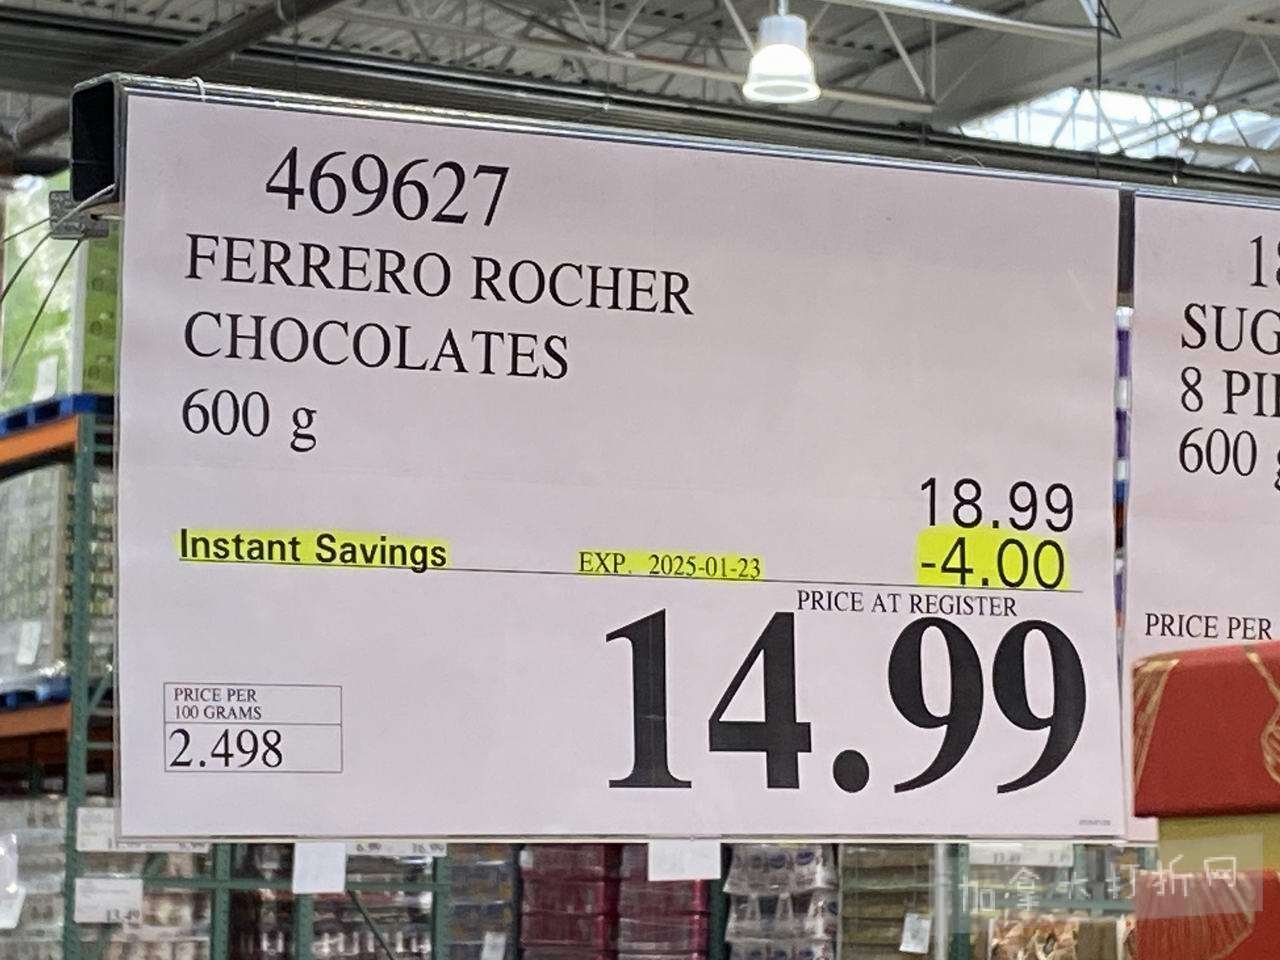 469627
FERRERO ROCHER
CHOCOLATES
600 g
18.99
Instant Savings EXP. 2025-01-23 -4.00
PRICE AT REGISTER
14.99
PRICE PER
100 GRAMS
2.498
SUG
8 PI
600
PRICE PER
13.49
加拿大打折网